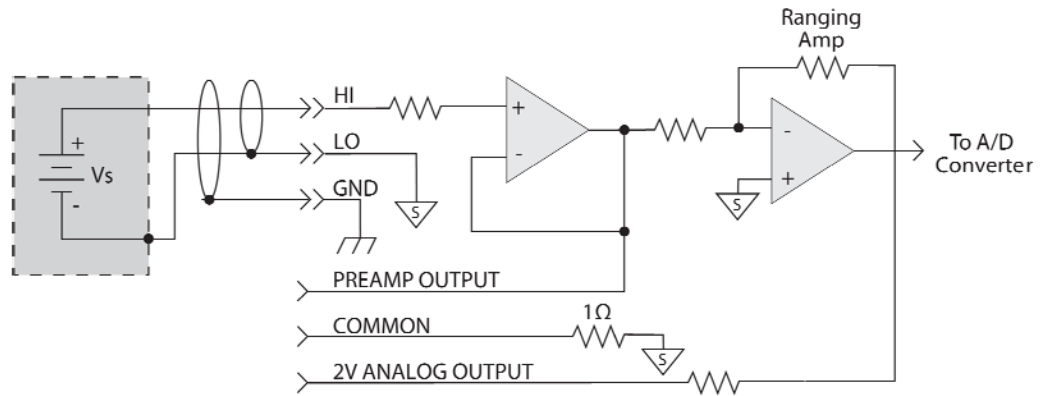 Ranging
Amp
HI
LO
GND
+
-
Vs
+
-
-
+
S
S
To A/D
Converter
PREAMP OUTPUT
COMMON
1Ω
S
2V ANALOG OUTPUT